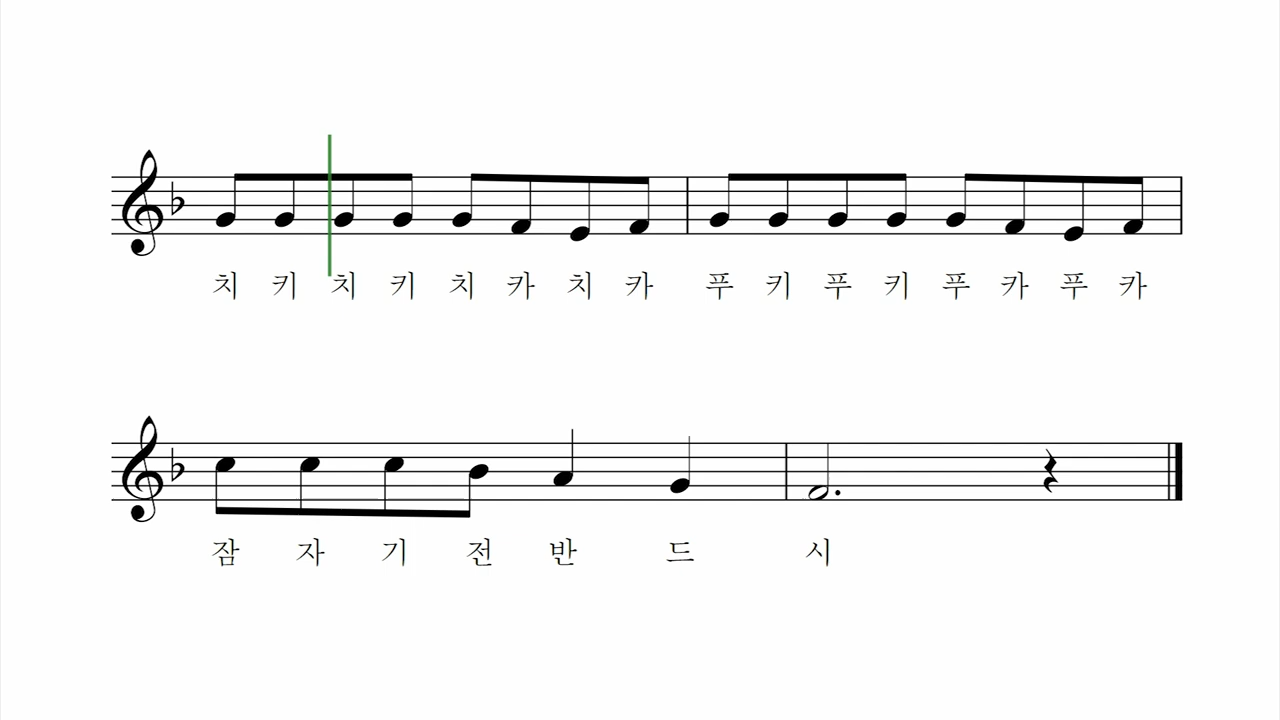 치 키 치 키 치 카 치 카 푸 키 푸 키 푸 카 푸 카
잠 자 기 전 반 드 시